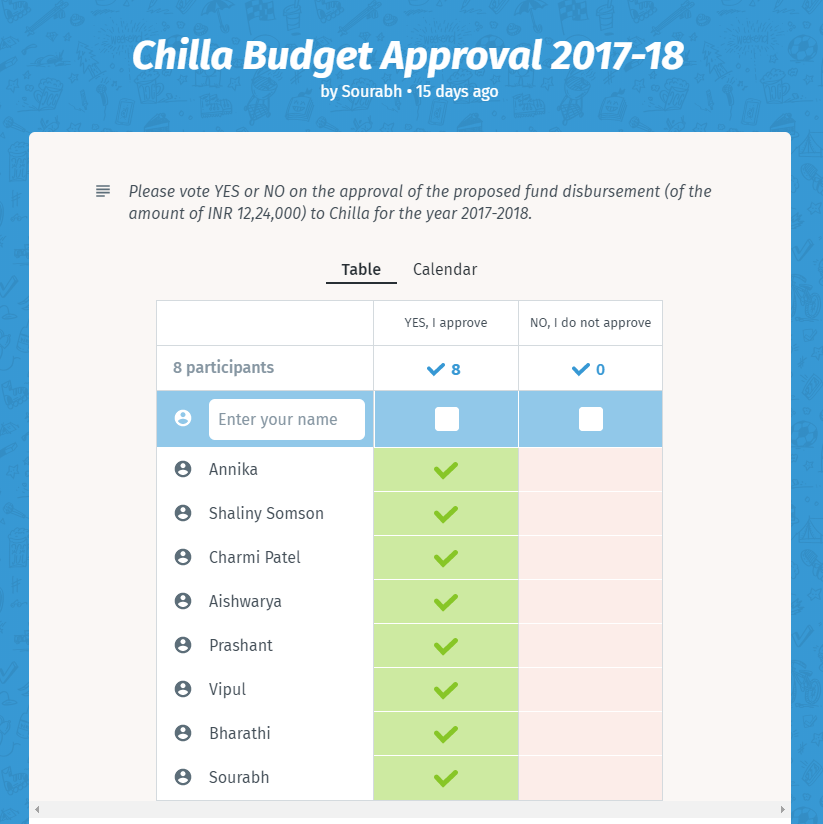 Chilla Budget Approval 2017-18
by Sourabh • 15 days ago
Please vote YES or NO on the approval of the proposed fund disbursement (of the
amount of INR 12,24,000) to Chilla for the year 2017-2018.
Table Calendar
YES, I approve NO, I do not approve
8 participants 8 0
Enter your name
Annika
Shaliny Somson
Charmi Patel
Aishwarya
Prashant
Vipul
Bharathi
Sourabh